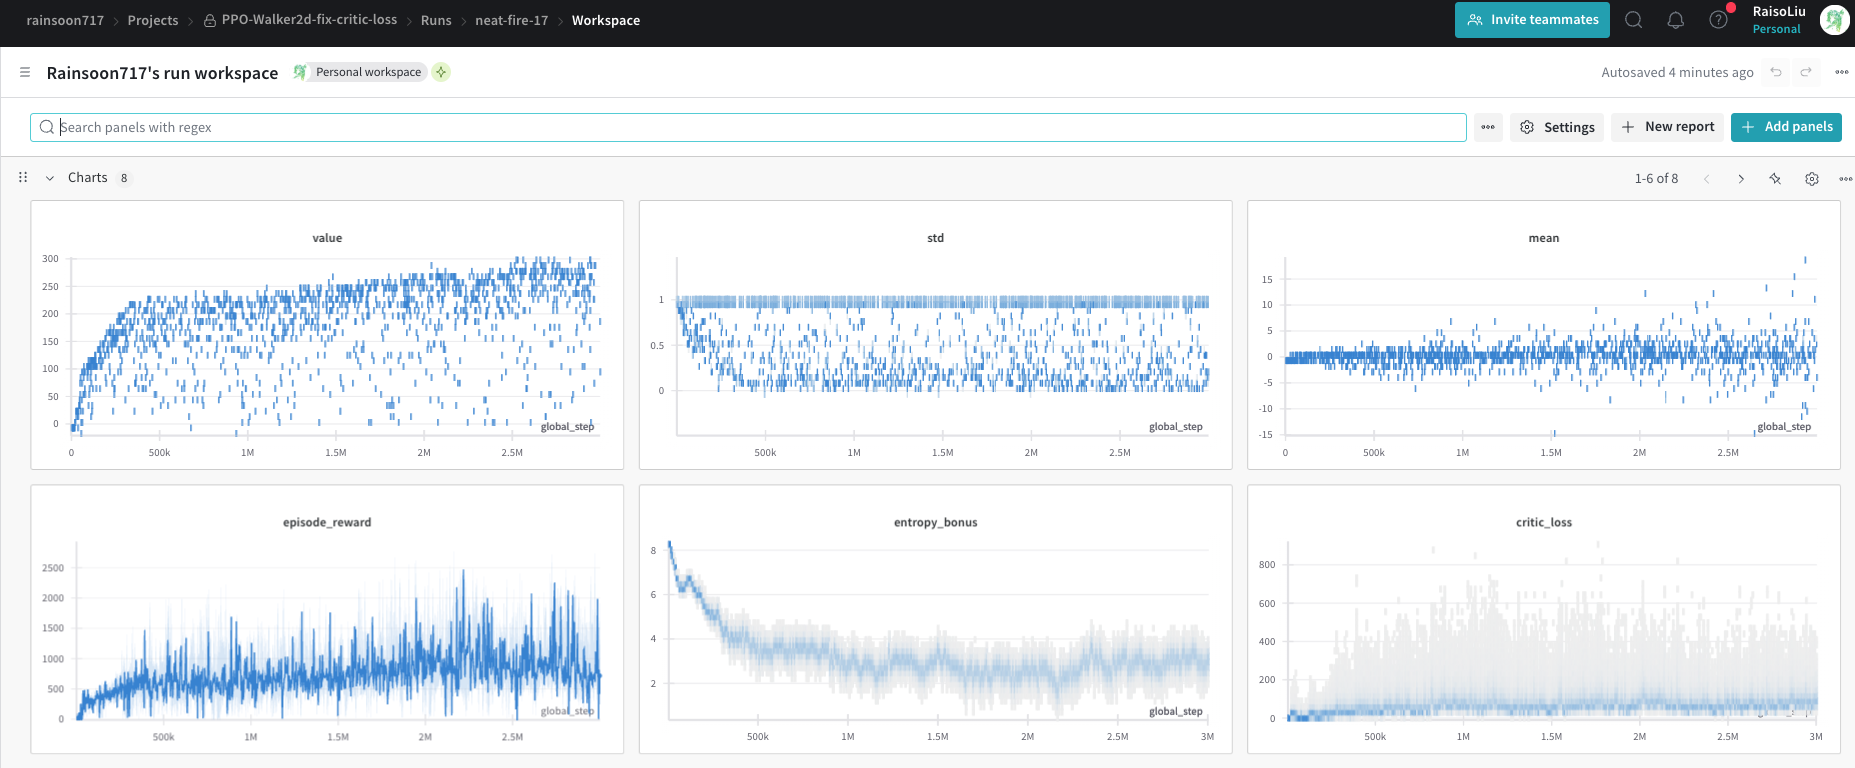 rainsoon717 > Projects > PPO-Walker2d-fix-critic-loss > Runs > neat-fire-17 > Workspace
Invite teammates
RaisoLiu
Personal
Rainsoon717's run workspace
Personal workspace
Autosaved 4 minutes ago
Search panels with regex
Settings
New report
Add panels
Charts 8
1-6 of 8
value
300
250
200
150
100
50
0
global_step
0 500k 1M 1.5M 2M 2.5M
std
1
0.5
0
global_step
500k 1M 1.5M 2M 2.5M
mean
15
10
5
0
-5
-10
-15
global_step
0 500k 1M 1.5M 2M 2.5M
episode_reward
2500
2000
1500
1000
500
0
global_step
500k 1M 1.5M 2M 2.5M
entropy_bonus
8
6
4
2
global_step
500k 1M 1.5M 2M 2.5M 3M
critic_loss
800
600
400
200
0
500k 1M 1.5M 2M 2.5M 3M